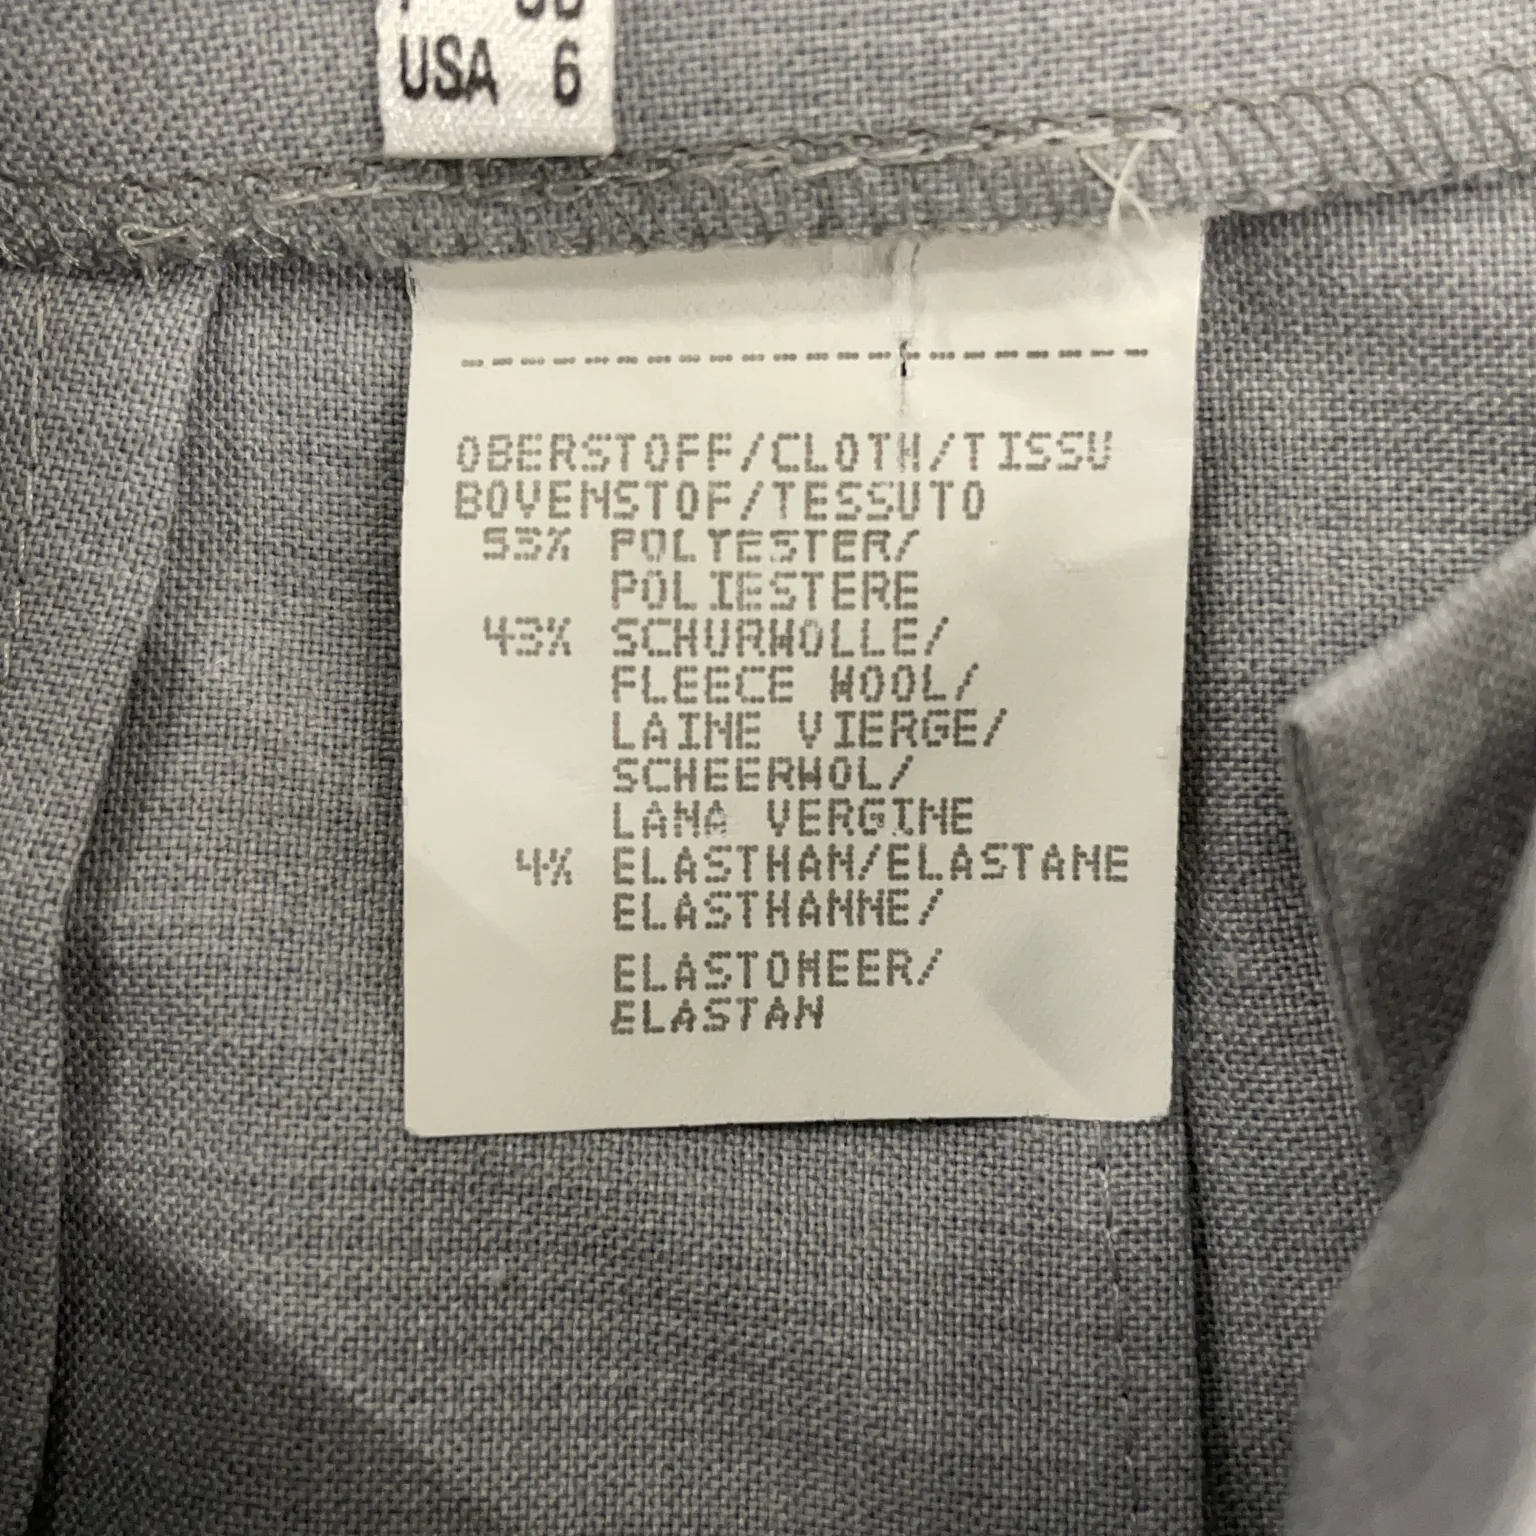 USA 6
OBERSTOFF/CLOTH/TISSU
BOVENSTOF/TESSUTO
53% POLYESTER/
POLIESTERE
43% SCHURWOLLE/
FLEECE WOOL/
LAINE VIERGE/
SCHEERWOL/
LANA VERGINE
4% ELASTHAN/ELASTANE
ELASTHANNE/
ELASTOMEER/
ELASTAN